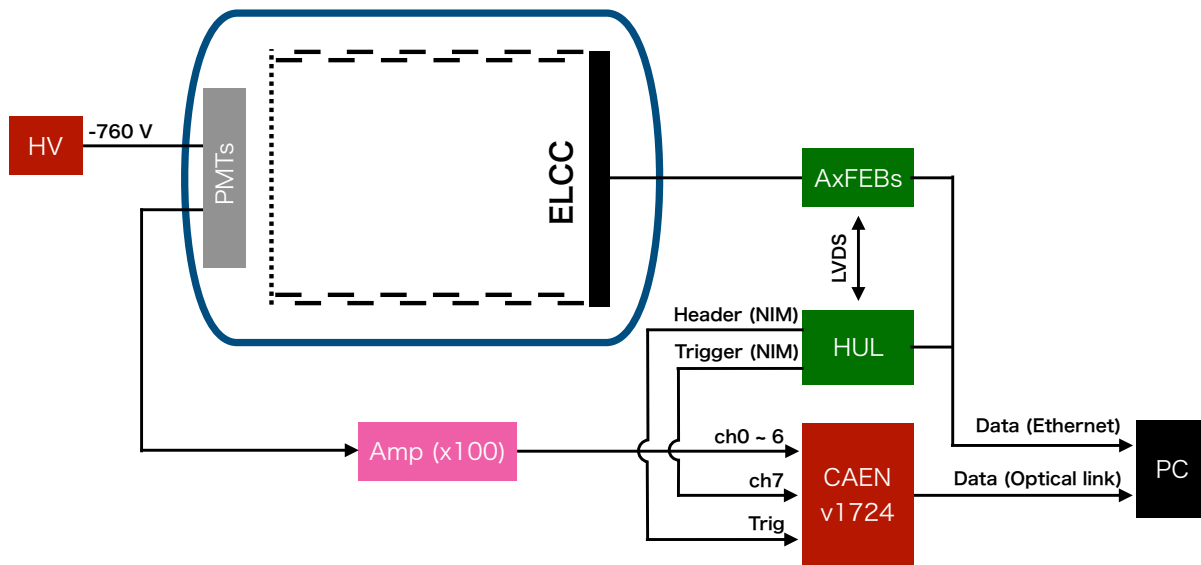 HV
-760 V
PMTs
ELCC
AxFEBs
LVDS
Header (NIM)
Trigger (NIM)
HUL
Amp (x100)
ch0 ~ 6
ch7
Trig
CAEN
v1724
Data (Ethernet)
Data (Optical link)
PC